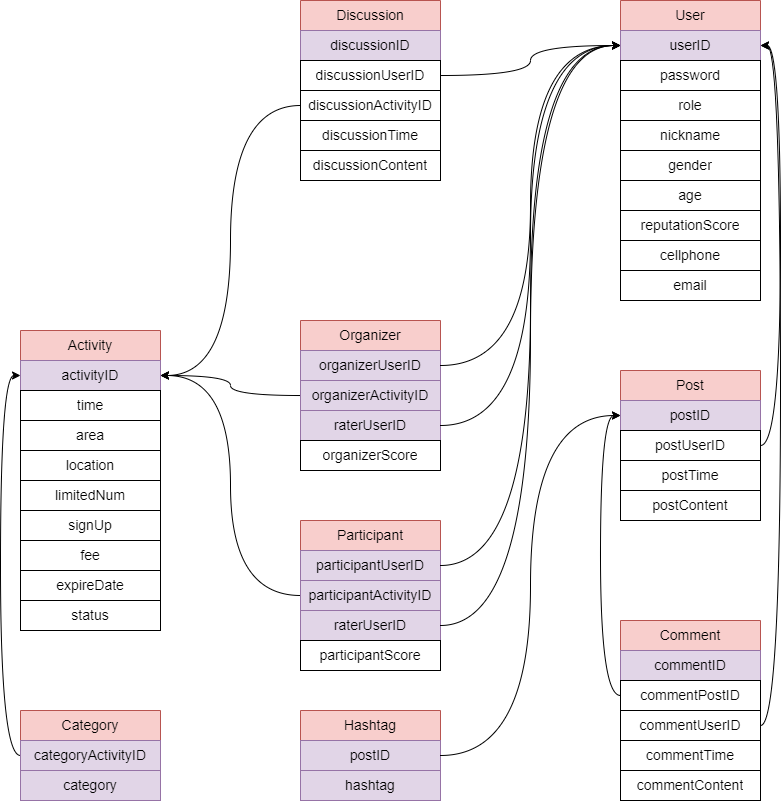 Discussion
discussionID
discussionUserID
discussionActivityID
discussionTime
discussionContent
User
userID
password
role
nickname
gender
age
reputationScore
cellphone
email
Activity
activityID
time
area
location
limitedNum
signUp
fee
expireDate
status
Organizer
organizerUserID
organizerActivityID
raterUserID
organizerScore
Post
postID
postUserID
postTime
postContent
Participant
participantUserID
participantActivityID
raterUserID
participantScore
Comment
commentID
commentPostID
commentUserID
commentTime
commentContent
Category
categoryActivityID
category
Hashtag
postID
hashtag